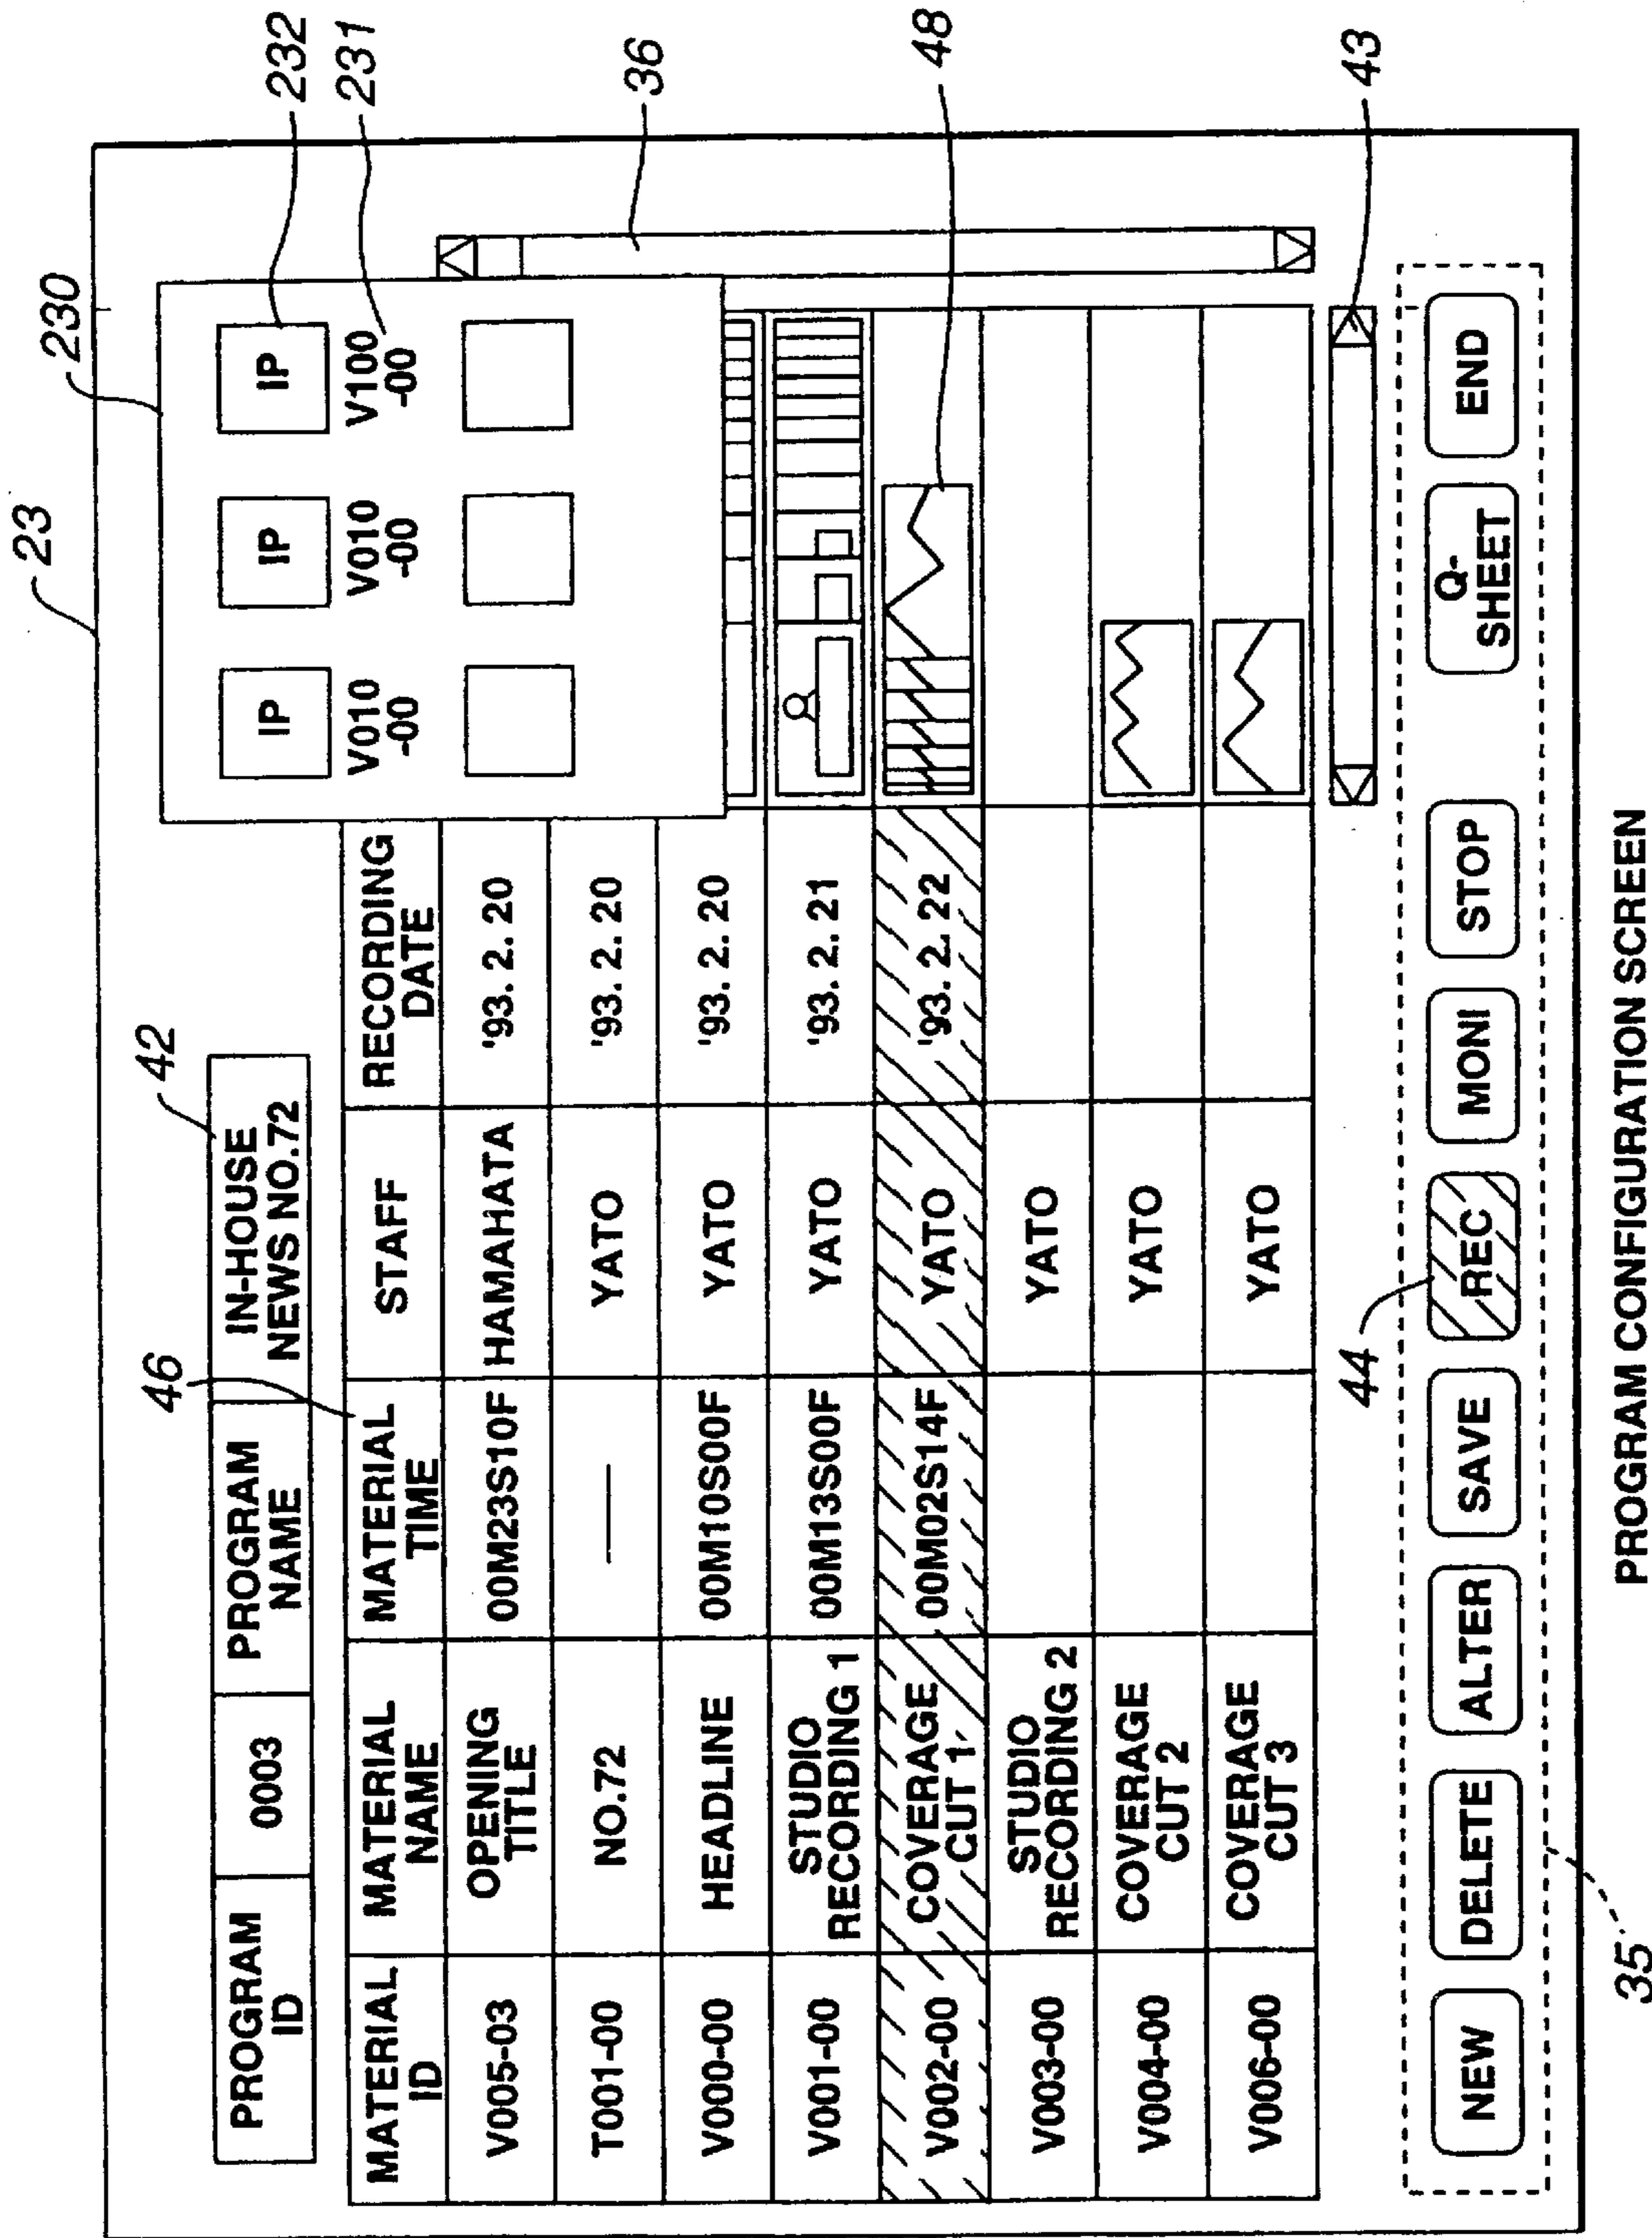 23
230
232
231
36
48
43
42
46
44
35
PROGRAM
ID
0003
PROGRAM
NAME
IN-HOUSE
NEWS NO.72
IP
IP
IP
V010
-00
V010
-00
V100
-00
MATERIAL
ID
MATERIAL
NAME
MATERIAL
TIME
STAFF
RECORDING
DATE
V005-03
OPENING
TITLE
00M23S10F
HAMAHATA
'93. 2. 20
T001-00
NO.72
—
YATO
'93. 2. 20
V000-00
HEADLINE
00M10S00F
YATO
'93. 2. 20
V001-00
STUDIO
RECORDING 1
00M13S00F
YATO
'93. 2. 21
V002-00
COVERAGE
CUT 1
00M02S14F
YATO
'93. 2. 22
V003-00
STUDIO
RECORDING 2
YATO
V004-00
COVERAGE
CUT 2
YATO
V006-00
COVERAGE
CUT 3
YATO
NEW
DELETE
ALTER
SAVE
REC
MONI
STOP
Q-
SHEET
END
PROGRAM CONFIGURATION SCREEN